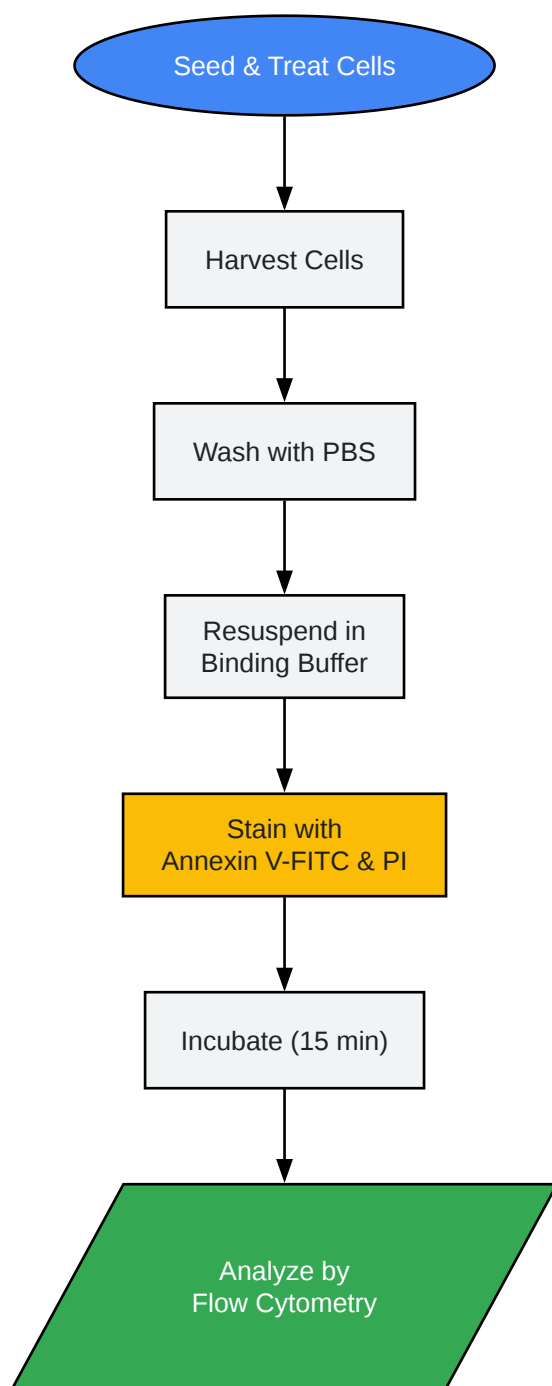 Seed & Treat Cells
Harvest Cells
Wash with PBS
Resuspend in
Binding Buffer
Stain with
Annexin V-FITC & PI
Incubate (15 min)
Analyze by
Flow Cytometry